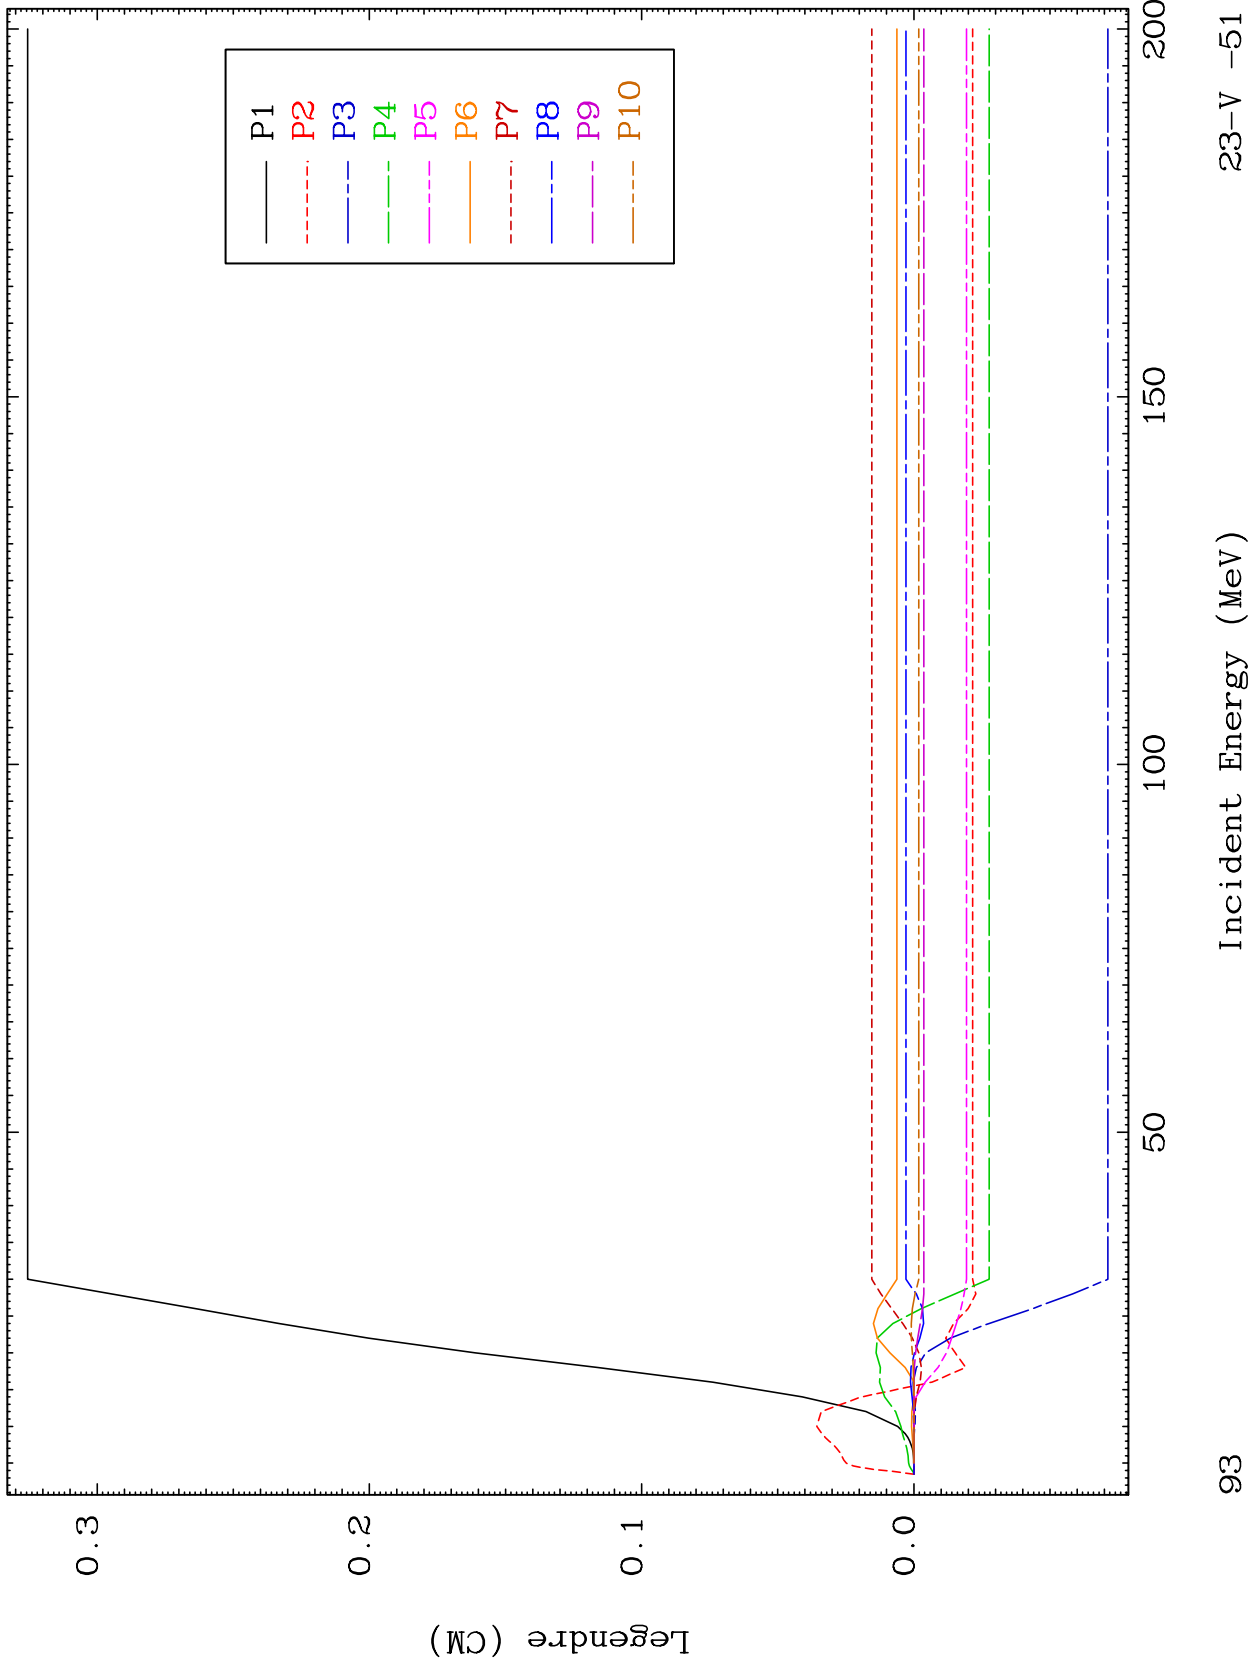 P1
P2
P3
P4
P5
P6
P7
P8
P9
P10
Legendre (CM)
0.3
0.2
0.1
0.0
50
100
150
200
93
Incident Energy (MeV)
23-V -51